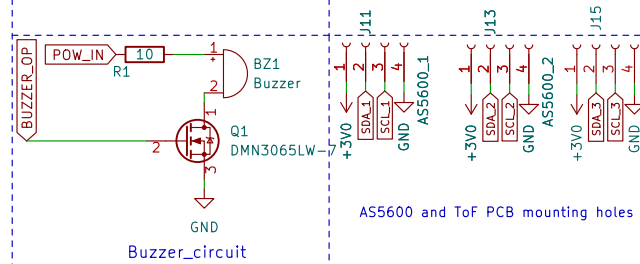 BUZZER_OP
POW_IN
10
R1
1
+
2
BZ1
Buzzer
1
2
3
Q1
DMN3065LW-7
GND
Buzzer_circuit
J11
1
2
3
4
+3V0
SDA_1
SCL_1
GND
AS5600_1
J13
1
2
3
4
+3V0
SDA_2
SCL_2
GND
AS5600_2
J15
1
2
3
4
+3V0
SDA_3
SCL_3
GND
AS5600 and ToF PCB mounting holes